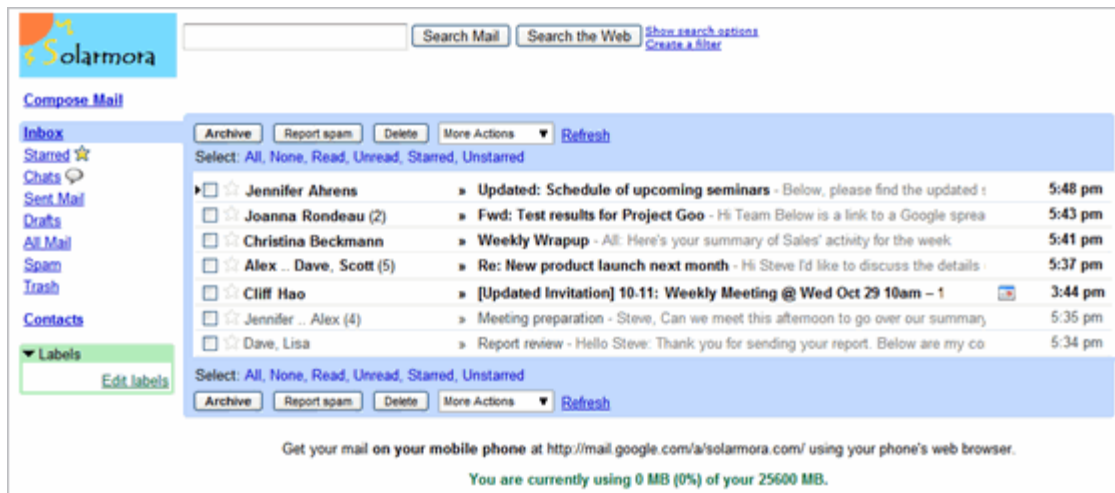 Solarmora
Search Mail Search the Web Show search options
Create a filter
Compose Mail
Inbox
Starred
Chats
Sent Mail
Drafts
All Mail
Spam
Trash
Contacts
Labels
Edit labels
Archive Report spam Delete More Actions Refresh
Select: All, None, Read, Unread, Starred, Unstarred
Jennifer Ahrens » Updated: Schedule of upcoming seminars - Below, please find the updated s 5:48 pm
Joanna Rondeau (2) » Fwd: Test results for Project Goo - Hi Team Below is a link to a Google sprea 5:43 pm
Christina Beckmann » Weekly Wrapup - All: Here's your summary of Sales' activity for the week 5:41 pm
Alex .. Dave, Scott (5) » Re: New product launch next month - Hi Steve I'd like to discuss the details 5:37 pm
Cliff Hao » [Updated Invitation] 10-11: Weekly Meeting @ Wed Oct 29 10am – 1 3:44 pm
Jennifer .. Alex (4) » Meeting preparation - Steve, Can we meet this afternoon to go over our summary 5:35 pm
Dave, Lisa » Report review - Hello Steve: Thank you for sending your report. Below are my co 5:34 pm
Select: All, None, Read, Unread, Starred, Unstarred
Archive Report spam Delete More Actions Refresh
Get your mail on your mobile phone at http://mail.google.com/a/solarmora.com/ using your phone's web browser.
You are currently using 0 MB (0%) of your 25600 MB.